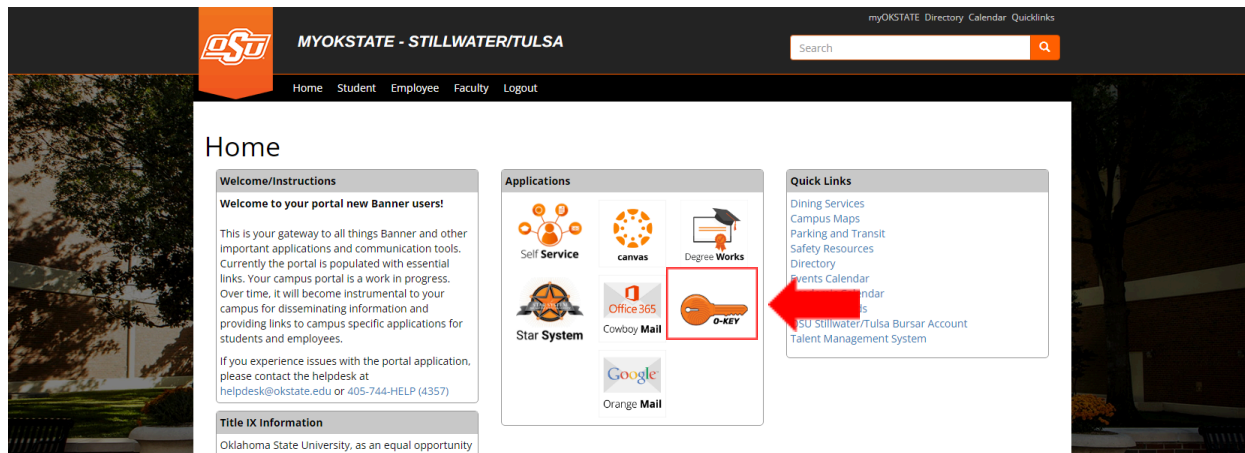 myOKSTATE Directory Calendar Quicklinks
OSU
MYOKSTATE - STILLWATER/TULSA
Search
Home Student Employee Faculty Logout
Home
Welcome/Instructions
Welcome to your portal new Banner users!
This is your gateway to all things Banner and other
important applications and communication tools.
Currently the portal is populated with essential
links. Your campus portal is a work in progress.
Over time, it will become instrumental to your
campus for disseminating information and
providing links to campus specific applications for
students and employees.
If you experience issues with the portal application,
please contact the helpdesk at
helpdesk@okstate.edu or 405-744-HELP (4357)
Title IX Information
Oklahoma State University, as an equal opportunity
Applications
Self Service
canvas
Degree Works
STAR SYSTEM
Star System
Office 365
Cowboy Mail
O-KEY
Google
Orange Mail
Quick Links
Dining Services
Campus Maps
Parking and Transit
Safety Resources
Directory
Events Calendar
Stillwater/Tulsa Bursar Account
Talent Management System